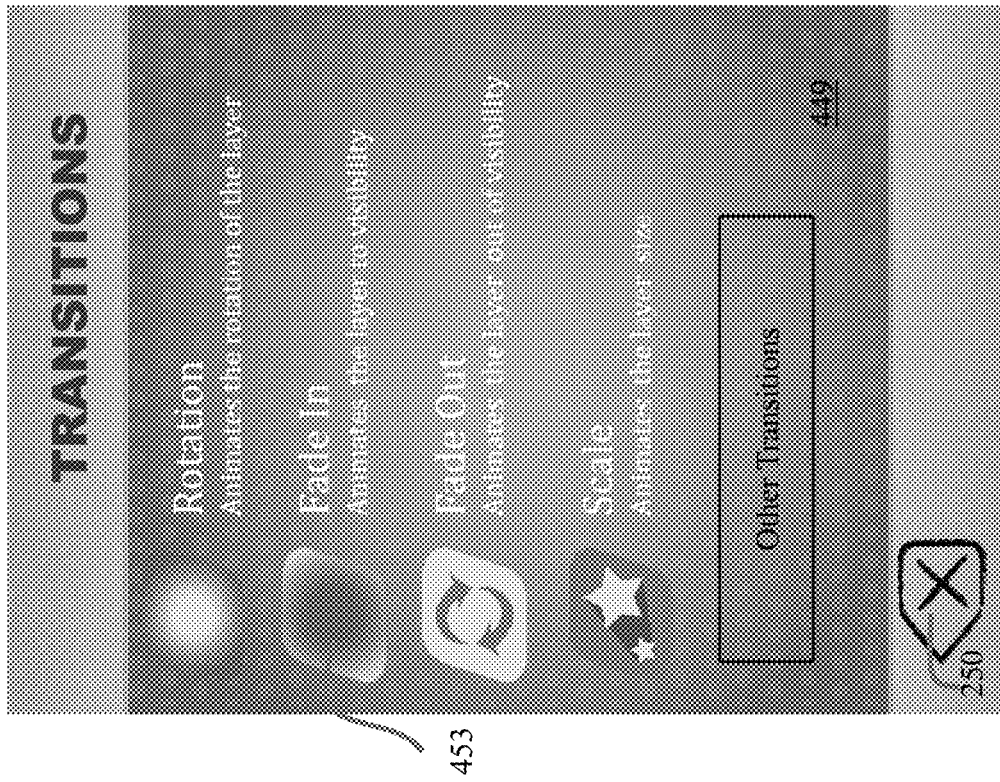 TRANSITIONS
Rotation
Animates the rotation of the layer
Fade In
Animates the layer to visibility
Fade Out
Animates the layer out of visibility
Scale
Animates the layer size
Other Transitions
449
250
453